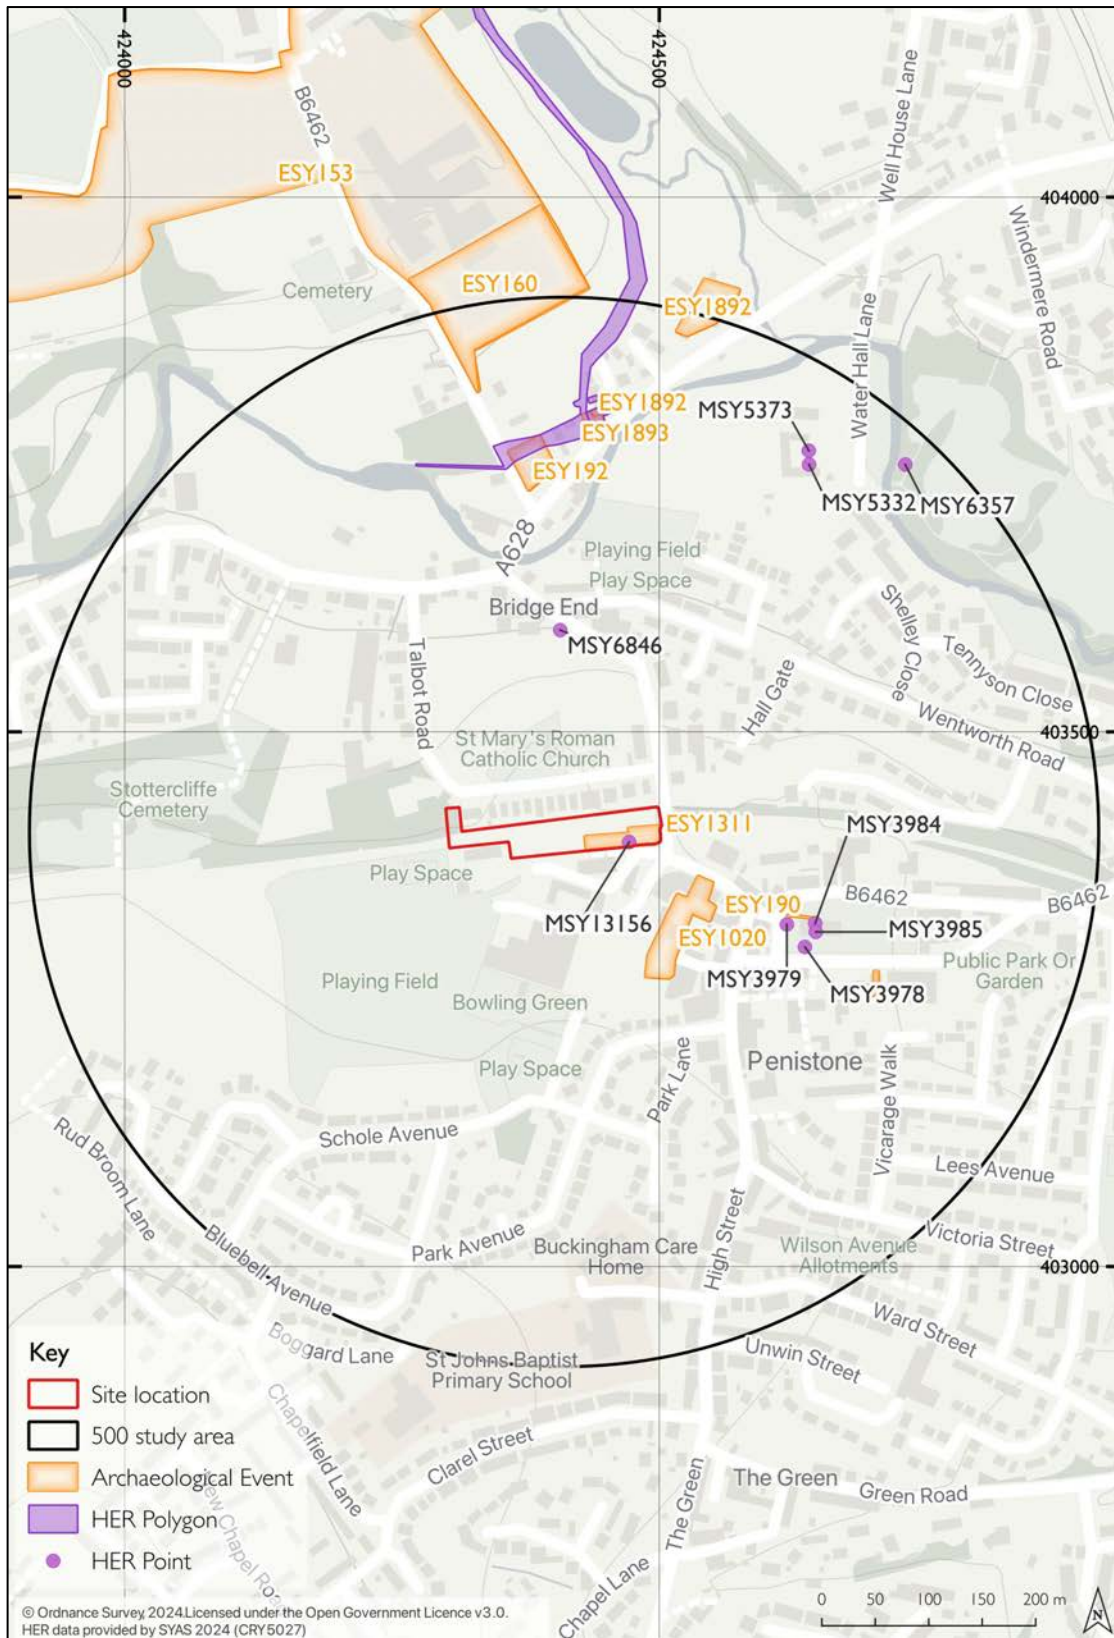 424000
424500
B6462
Well House Lane
ESY153
404000
Windermere Road
Cemetery
ESY160
ESY1892
Water Hall Lane
ESY1892
MSY5373
ESY1893
ESY192
MSY5332
MSY6357
A628
Playing Field
Play Space
Bridge End
Shelley Close
MSY6846
Tennyson Close
Talbot Road
Hall Gate
Wentworth Road
403500
St Mary's Roman
Catholic Church
Stottercliffe
Cemetery
ESY1311
MSY3984
Play Space
B6462
B6462
MSY13156
ESY190
ESY1020
MSY3985
MSY3979
MSY3978
Public Park Or
Garden
Playing Field
Bowling Green
Penistone
Play Space
Park Lane
Vicarage Walk
Schole Avenue
Rud Broom Lane
Lees Avenue
Bluebell Avenue
Park Avenue
Buckingham Care
Home
High Street
Wilson Avenue
Allotments
Victoria Street
403000
Ward Street
Boggard Lane
St Johns Baptist
Primary School
Unwin Street
Chapelfield Lane
Clarel Street
The Green
The Green
Green Road
Chapel Lane
Key
Site location
500 study area
Archaeological Event
HER Polygon
HER Point
0 50 100 150 200 m
N
© Ordnance Survey, 2024.Licensed under the Open Government Licence v3.0.
HER data provided by SYAS 2024 (CRY5027)